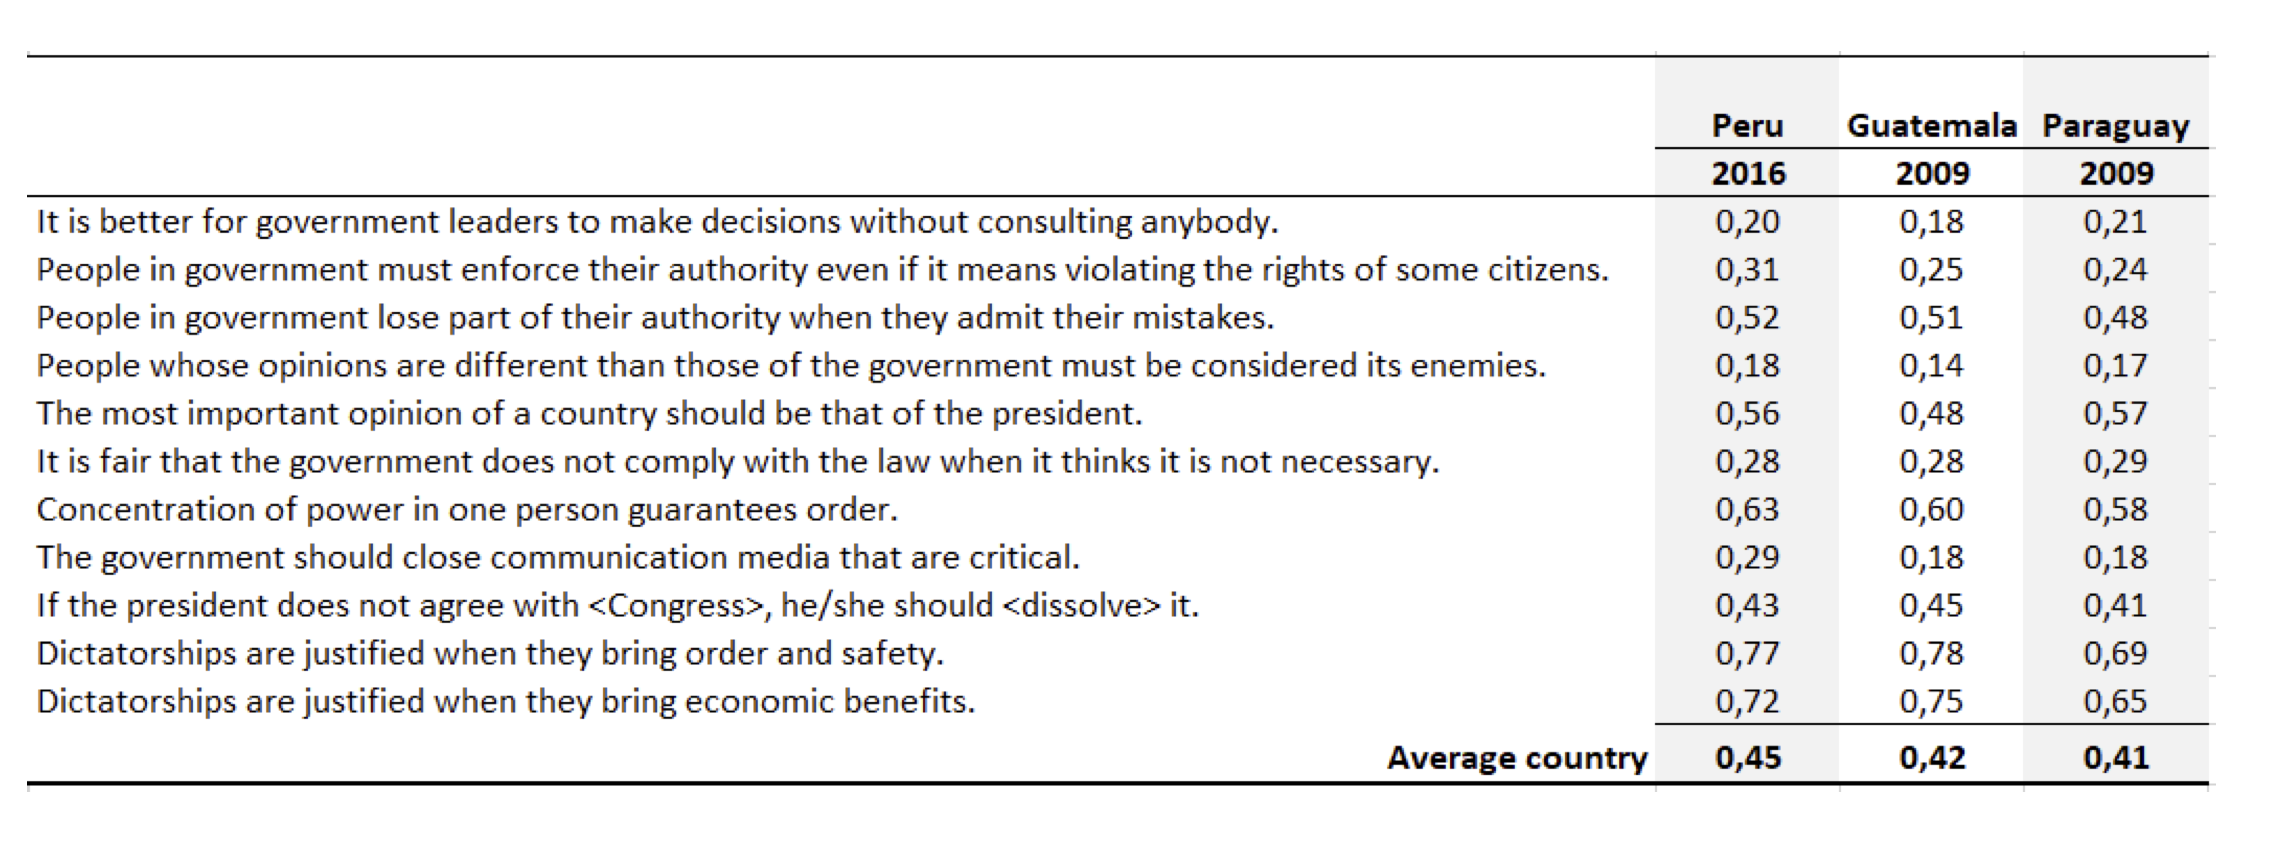 Peru Guatemala Paraguay
2016 2009 2009
It is better for government leaders to make decisions without consulting anybody. 0,20 0,18 0,21
People in government must enforce their authority even if it means violating the rights of some citizens. 0,31 0,25 0,24
People in government lose part of their authority when they admit their mistakes. 0,52 0,51 0,48
People whose opinions are different than those of the government must be considered its enemies. 0,18 0,14 0,17
The most important opinion of a country should be that of the president. 0,56 0,48 0,57
It is fair that the government does not comply with the law when it thinks it is not necessary. 0,28 0,28 0,29
Concentration of power in one person guarantees order. 0,63 0,60 0,58
The government should close communication media that are critical. 0,29 0,18 0,18
If the president does not agree with <Congress>, he/she should <dissolve> it. 0,43 0,45 0,41
Dictatorships are justified when they bring order and safety. 0,77 0,78 0,69
Dictatorships are justified when they bring economic benefits. 0,72 0,75 0,65
Average country 0,45 0,42 0,41